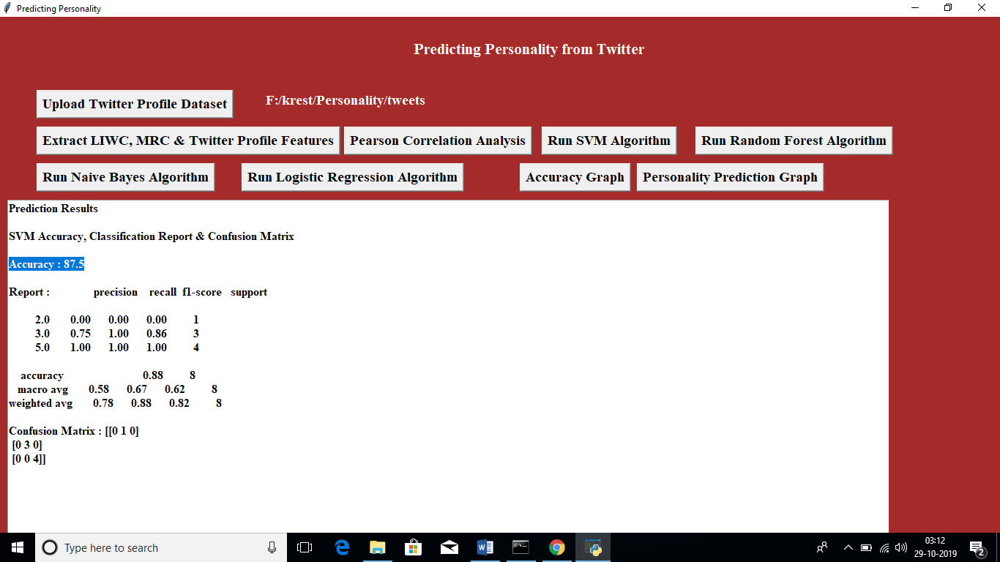 Predicting Personality
Predicting Personality from Twitter
Upload Twitter Profile Dataset F:/krest/Personality/tweets
Extract LIWC, MRC & Twitter Profile Features Pearson Correlation Analysis Run SVM Algorithm Run Random Forest Algorithm
Run Naive Bayes Algorithm Run Logistic Regression Algorithm Accuracy Graph Personality Prediction Graph
Prediction Results
SVM Accuracy, Classification Report & Confusion Matrix
Accuracy : 87.5
Report : precision recall f1-score support
2.0 0.00 0.00 0.00 1
3.0 0.75 1.00 0.86 3
5.0 1.00 1.00 1.00 4
accuracy 0.88 8
macro avg 0.58 0.67 0.62 8
weighted avg 0.78 0.88 0.82 8
Confusion Matrix : [[0 1 0]
[0 3 0]
[0 0 4]]
Type here to search
03:12
29-10-2019
2